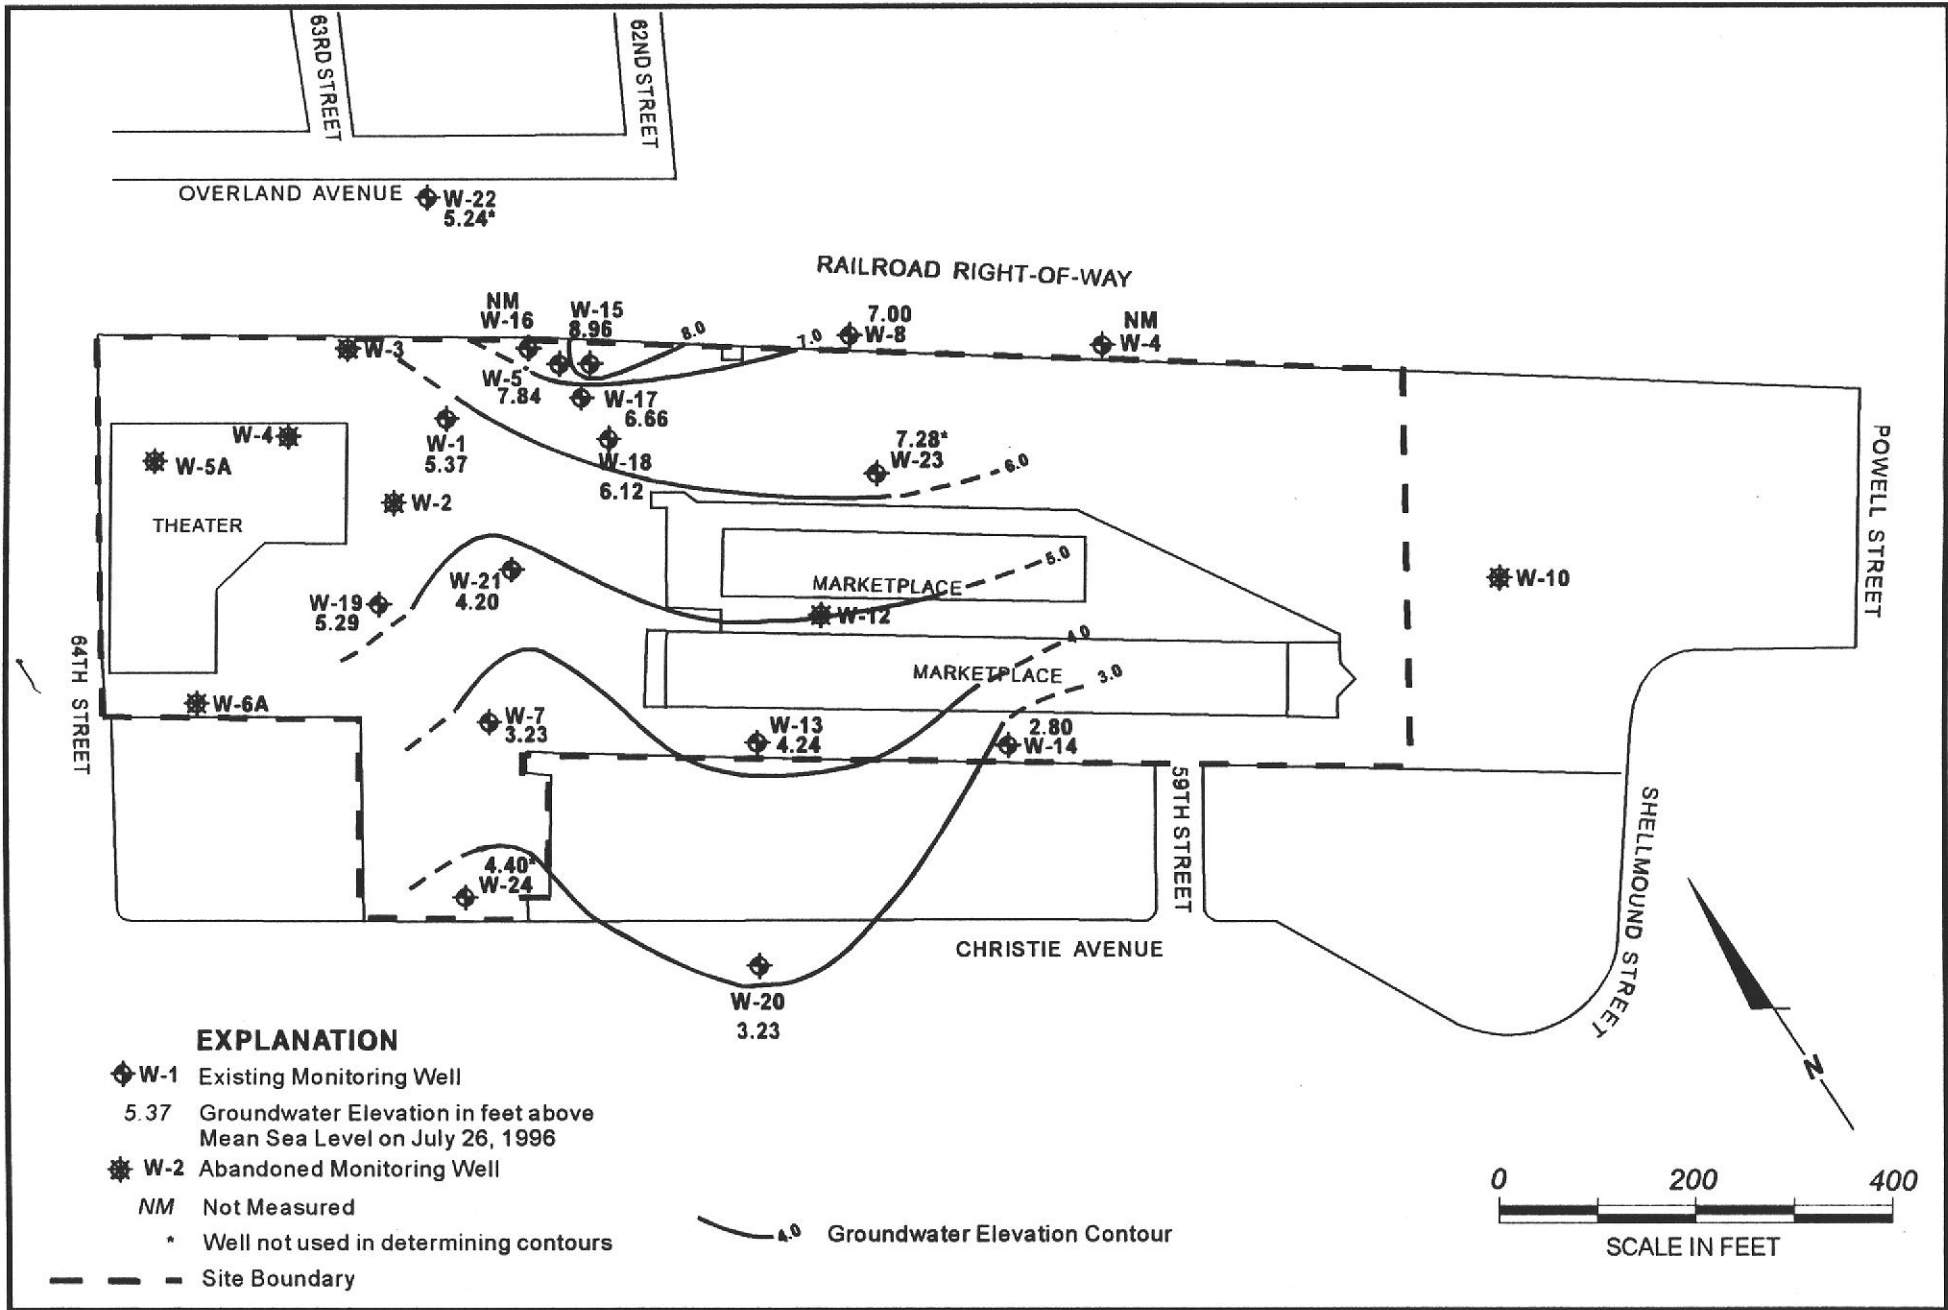 63RD STREET
62ND STREET
OVERLAND AVENUE
W-22
5.24*
RAILROAD RIGHT-OF-WAY
NM
W-16
W-15
8.96
8.0
7.0
7.00
W-8
NM
W-4
W-3
W-5
7.84
W-17
6.66
W-1
5.37
W-18
6.12
7.28*
W-23
6.0
W-4
W-5A
W-2
THEATER
POWELL STREET
W-21
4.20
W-19
5.29
MARKETPLACE
5.0
W-12
W-10
MARKETPLACE
4.0
3.0
64TH STREET
W-6A
W-7
3.23
W-13
4.24
2.80
W-14
59TH STREET
SHELLMOUND STREET
4.40*
W-24
CHRISTIE AVENUE
W-20
3.23
N
EXPLANATION
W-1 Existing Monitoring Well
5.37 Groundwater Elevation in feet above
Mean Sea Level on July 26, 1996
W-2 Abandoned Monitoring Well
NM Not Measured
* Well not used in determining contours
Site Boundary
4.0 Groundwater Elevation Contour
0 200 400
SCALE IN FEET